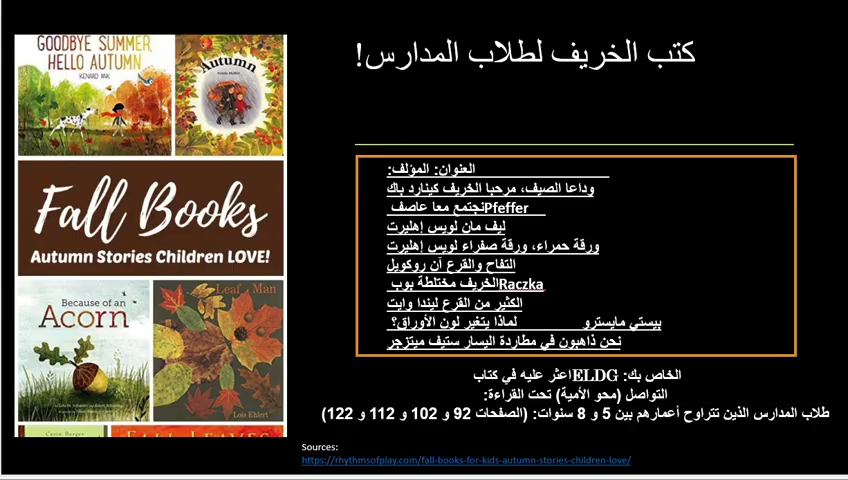 كتب الخريف لطلاب المدارس!
GOODBYE SUMMER,
HELLO AUTUMN
KENARD PAK
Autumn
Fall Books
Autumn Stories Children LOVE!
Because of an
Acorn
Leaf Man
Lois Ehlert
Carin Berger
FALL LEAVES
العنوان: المؤلف:
وداعا الصيف، مرحبا الخريف كينارد باك
نجتمع معا عاصف Pfeffer
ليف مان لويس إهليرت
ورقة حمراء، ورقة صفراء لويس إهليرت
التفاح والقرع آن روكويل
الخريف مختلطة بوب Raczka
الكثير من القرع ليندا وايت
لماذا يتغير لون الأوراق؟ بيستي مايسترو
نحن ذاهبون في مطاردة اليسار ستيف ميتزجر
الخاص بك: ELDG اعثر عليه في كتاب
التواصل (محو الأمية) تحت القراءة:
طلاب المدارس الذين تتراوح أعمارهم بين 5 و 8 سنوات: (الصفحات 92 و 102 و 112 و 122)
Sources:
https://rhythmsofplay.com/fall-books-for-kids-autumn-stories-children-love/